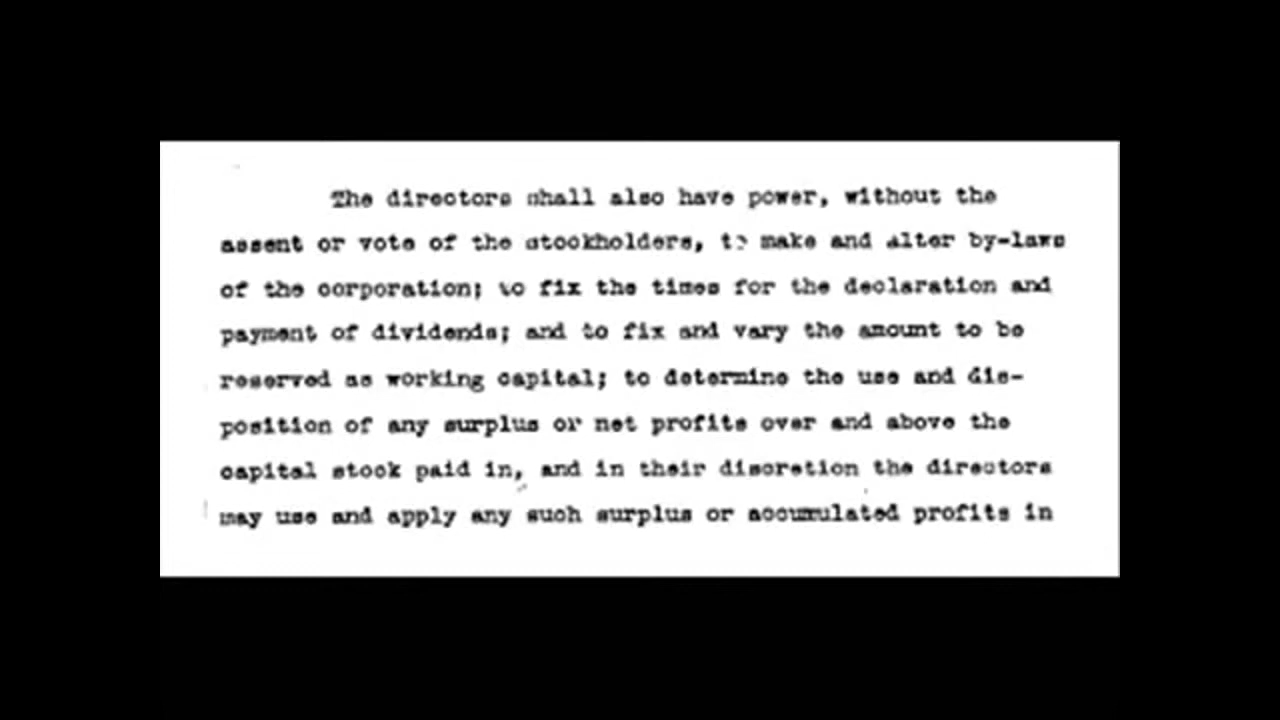 The directors shall also have power, without the
assent or vote of the stockholders, to make and alter by-laws
of the corporation; to fix the times for the declaration and
payment of dividends; and to fix and vary the amount to be
reserved as working capital; to determine the use and dis-
position of any surplus or net profits over and above the
capital stock paid in, and in their discretion the directors
may use and apply any such surplus or accumulated profits in